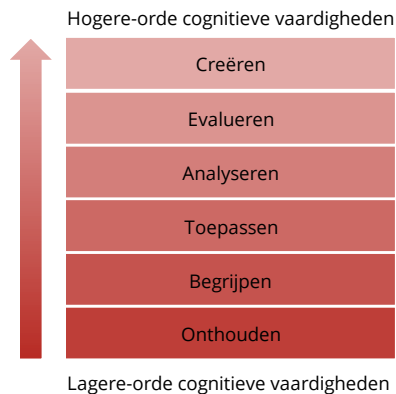 Hogere-orde cognitieve vaardigheden
Creëren
Evalueren
Analyseren
Toepassen
Begrijpen
Onthouden
Lagere-orde cognitieve vaardigheden